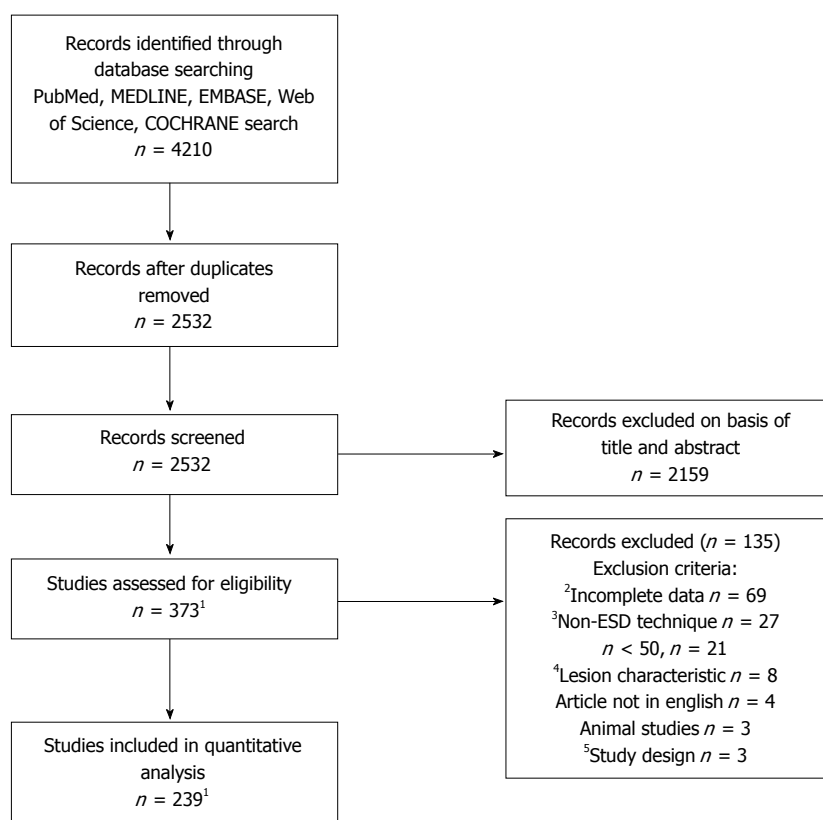 Records identified through
database searching
PubMed, MEDLINE, EMBASE, Web
of Science, COCHRANE search
n = 4210
Records after duplicates
removed
n = 2532
Records screened
n = 2532
Records excluded on basis of
title and abstract
n = 2159
Studies assessed for eligibility
n = 373¹
Records excluded (n = 135)
Exclusion criteria:
²Incomplete data n = 69
³Non-ESD technique n = 27
n < 50, n = 21
⁴Lesion characteristic n = 8
Article not in english n = 4
Animal studies n = 3
⁵Study design n = 3
Studies included in quantitative
analysis
n = 239¹